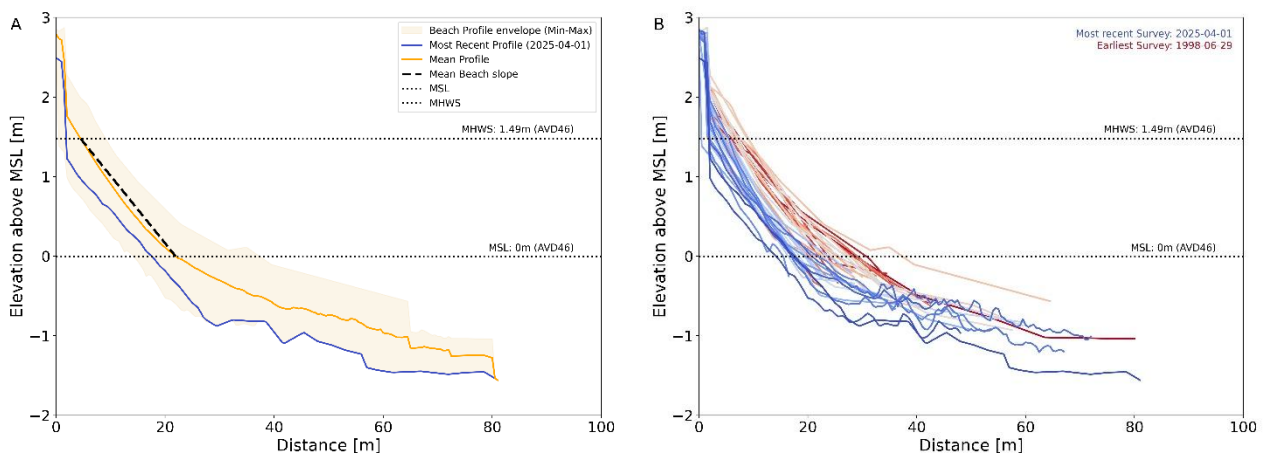 A
Elevation above MSL [m]
3
2
1
0
−1
−2
Beach Profile envelope (Min-Max)
Most Recent Profile (2025-04-01)
Mean Profile
Mean Beach slope
MSL
MHWS
MHWS: 1.49m (AVD46)
MSL: 0m (AVD46)
0
20
40
60
80
100
Distance [m]
B
Elevation above MSL [m]
3
2
1
0
−1
−2
Most recent Survey: 2025-04-01
Earliest Survey: 1998-06-29
MHWS: 1.49m (AVD46)
MSL: 0m (AVD46)
0
20
40
60
80
100
Distance [m]